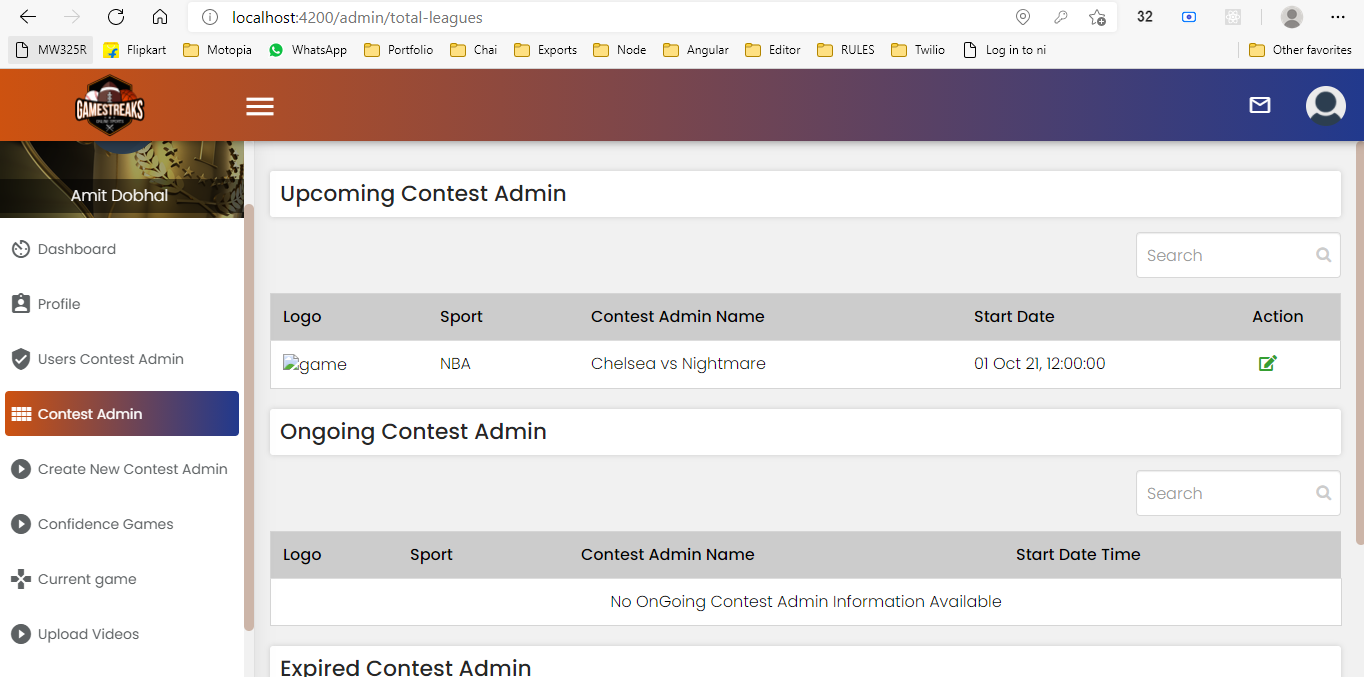 localhost:4200/admin/total-leagues
32
MW325R Flipkart Motopia WhatsApp Portfolio Chai Exports Node Angular Editor RULES Twilio Log in to ni Other favorites
GAMESTREAKS
ONLINE SPORTS
Amit Dobhal
Dashboard
Profile
Users Contest Admin
Contest Admin
Create New Contest Admin
Confidence Games
Current game
Upload Videos
Upcoming Contest Admin
Search
Logo Sport Contest Admin Name Start Date Action
game NBA Chelsea vs Nightmare 01 Oct 21, 12:00:00
Ongoing Contest Admin
Search
Logo Sport Contest Admin Name Start Date Time
No OnGoing Contest Admin Information Available
Expired Contest Admin